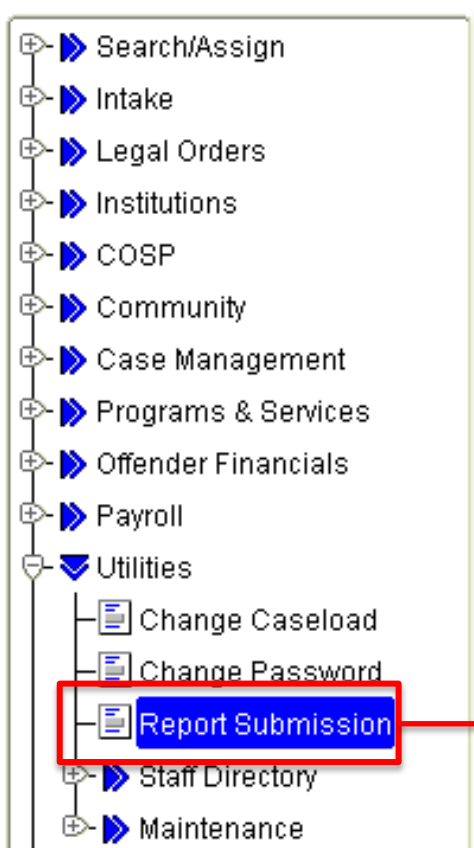 Search/Assign
Intake
Legal Orders
Institutions
COSP
Community
Case Management
Programs & Services
Offender Financials
Payroll
Utilities
Change Caseload
Change Password
Report Submission
Staff Directory
Maintenance